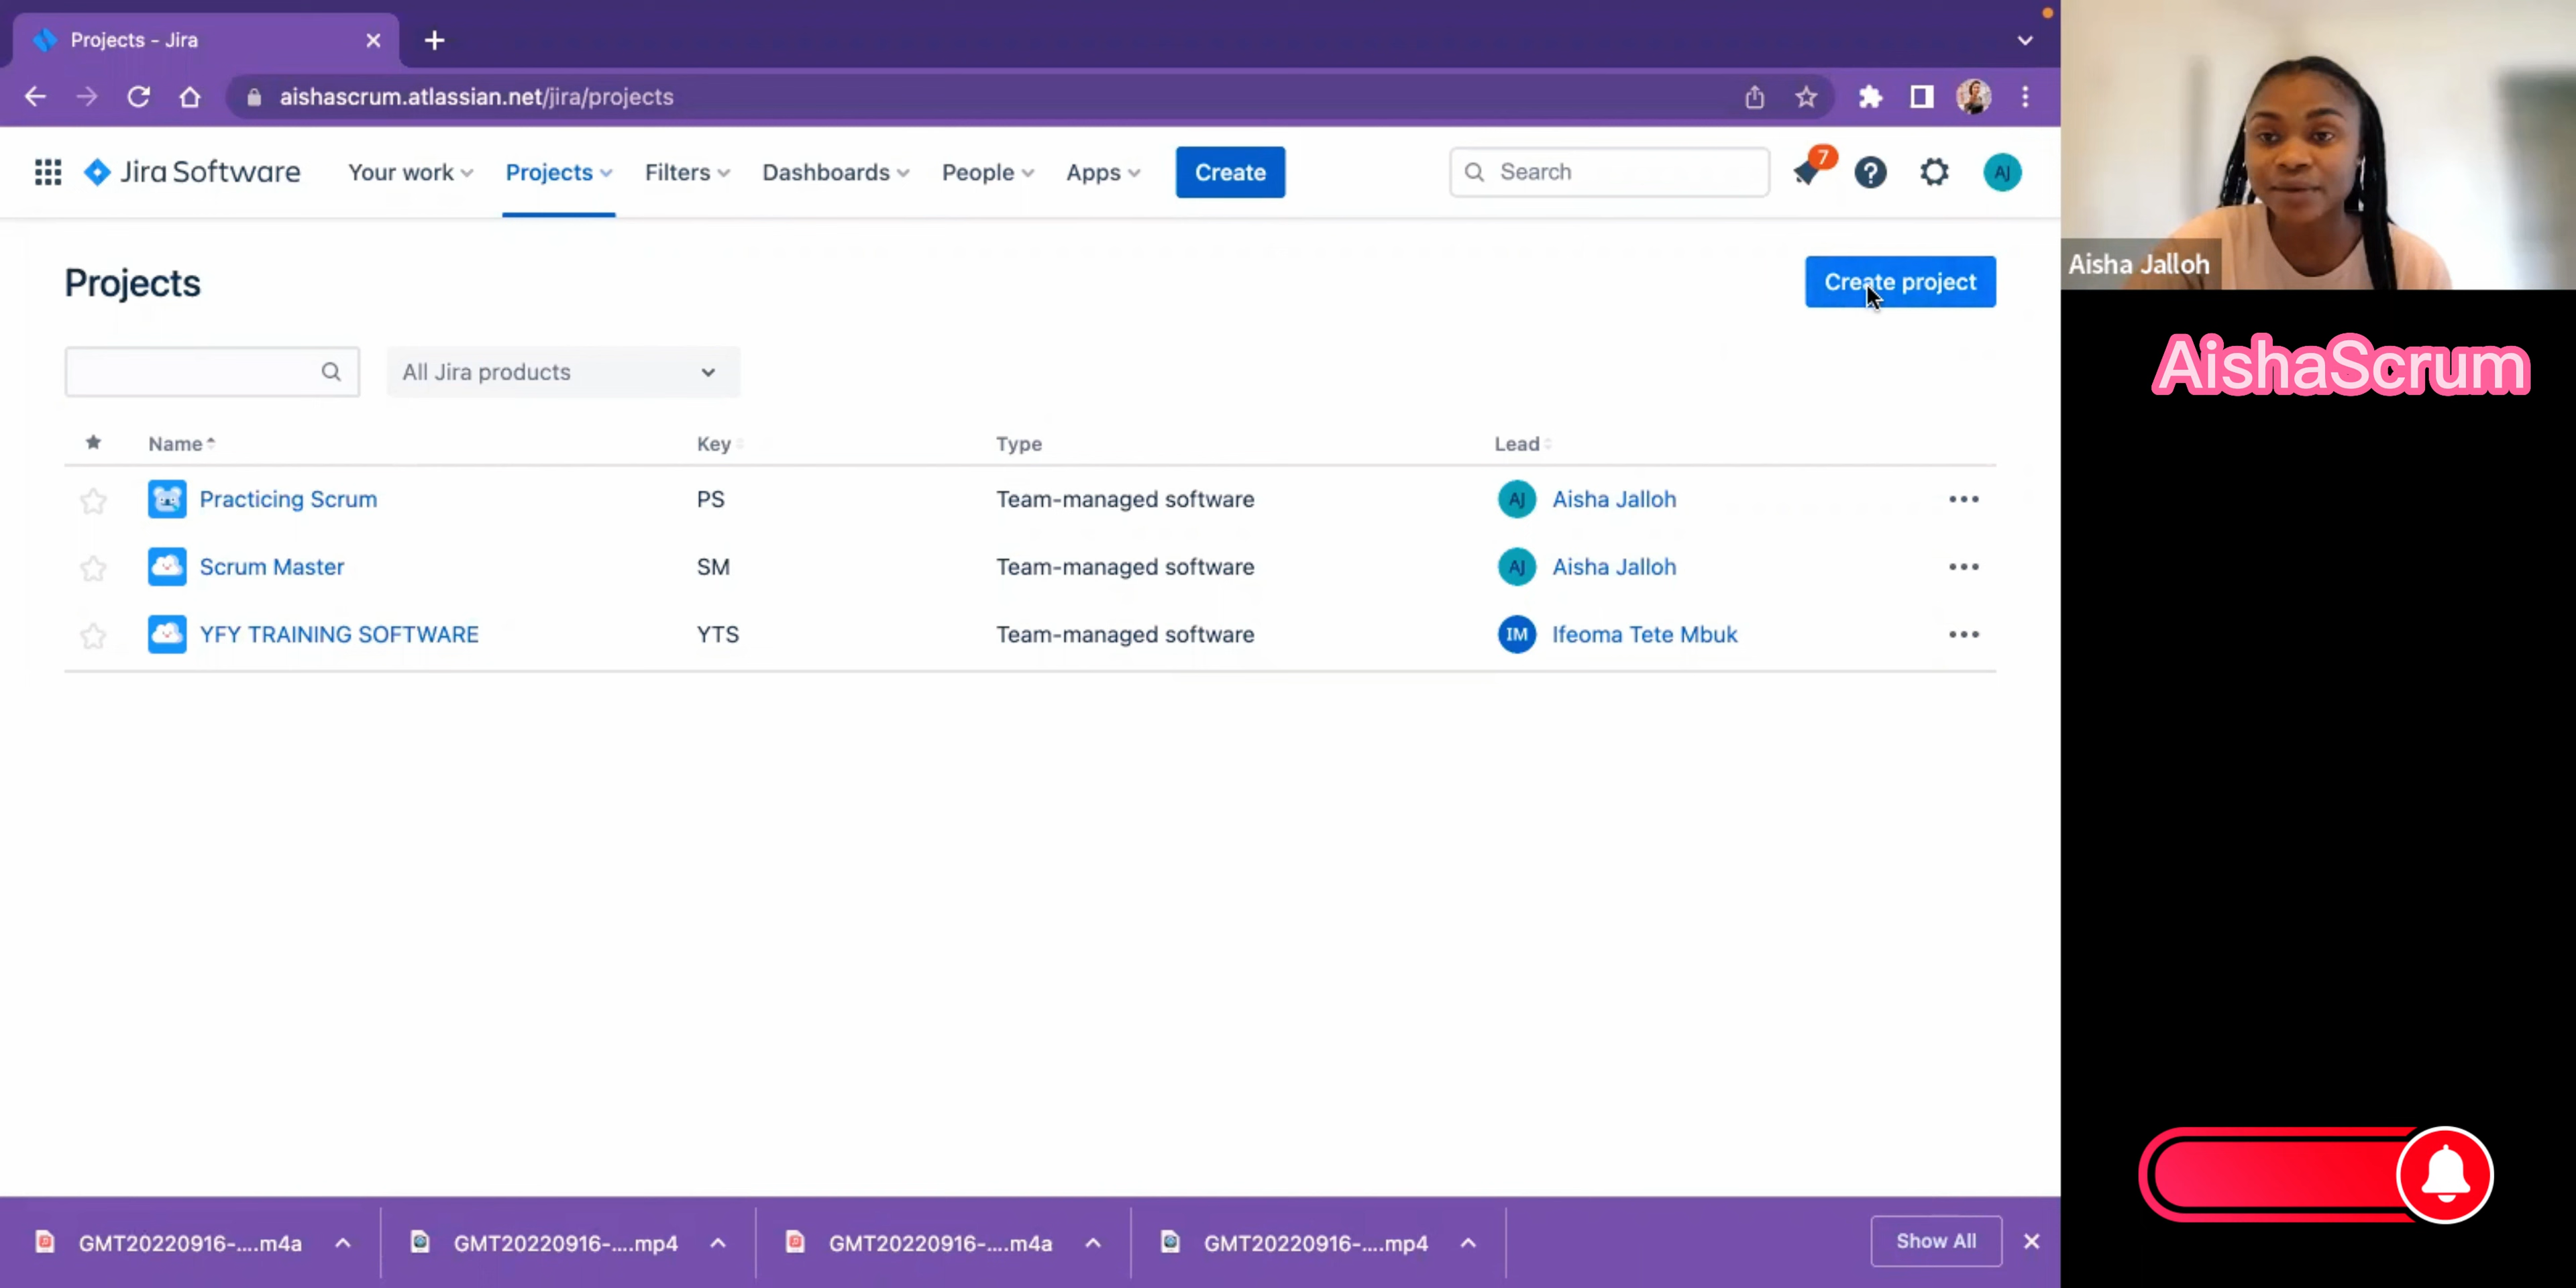 Projects - Jira
aishascrum.atlassian.net/jira/projects
Jira Software Your work Projects Filters Dashboards People Apps Create Search 7 AJ
Aisha Jalloh
Projects Create project
AishaScrum
All Jira products
Name Key Type Lead
Practicing Scrum PS Team-managed software AJ Aisha Jalloh
Scrum Master SM Team-managed software AJ Aisha Jalloh
YFY TRAINING SOFTWARE YTS Team-managed software IM Ifeoma Tete Mbuk
GMT20220916-....m4a GMT20220916-....mp4 GMT20220916-....m4a GMT20220916-....mp4 Show All